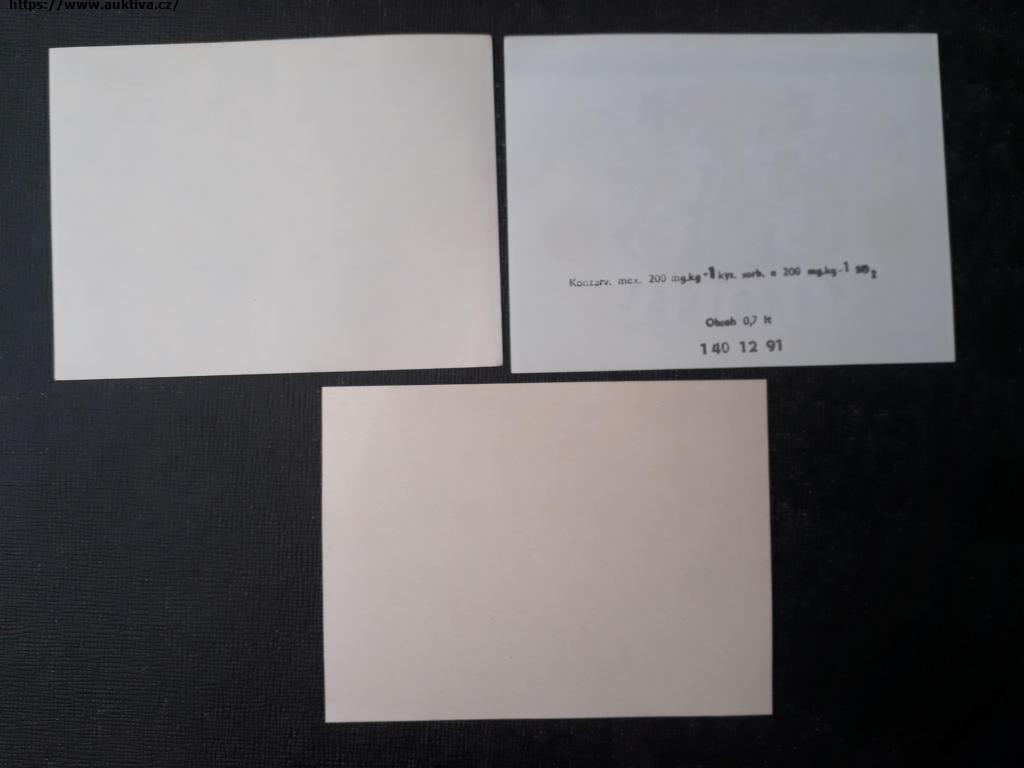 https://www.auktiva.cz/
Konzerv. max. 200 mg.kg-1 kys. sorb. a 200 mg.kg-1 SO₂
Obsah 0,7 lt
140 12 91